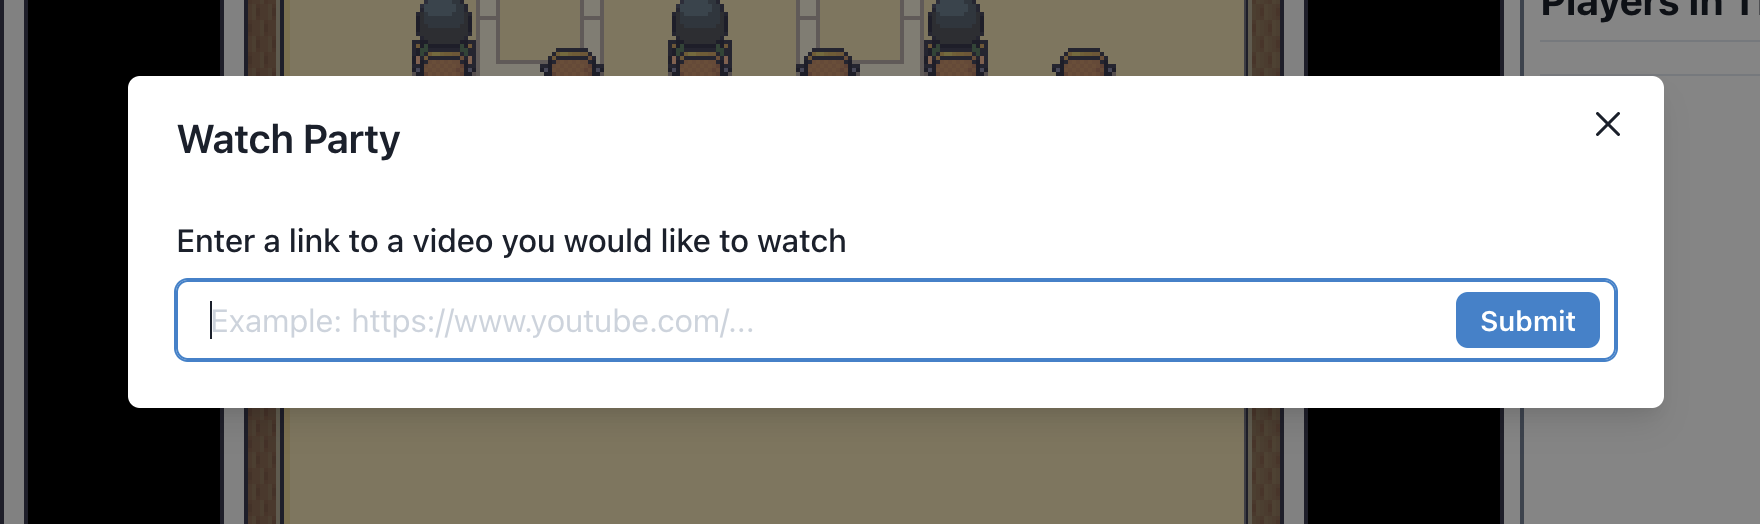 Players In
Watch Party
Enter a link to a video you would like to watch
Example: https://www.youtube.com/...
Submit